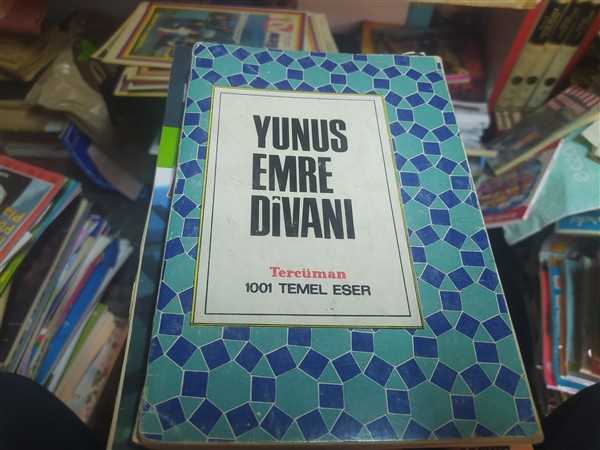 YUNUS
EMRE
DÎVANI
Tercüman
1001 TEMEL ESER